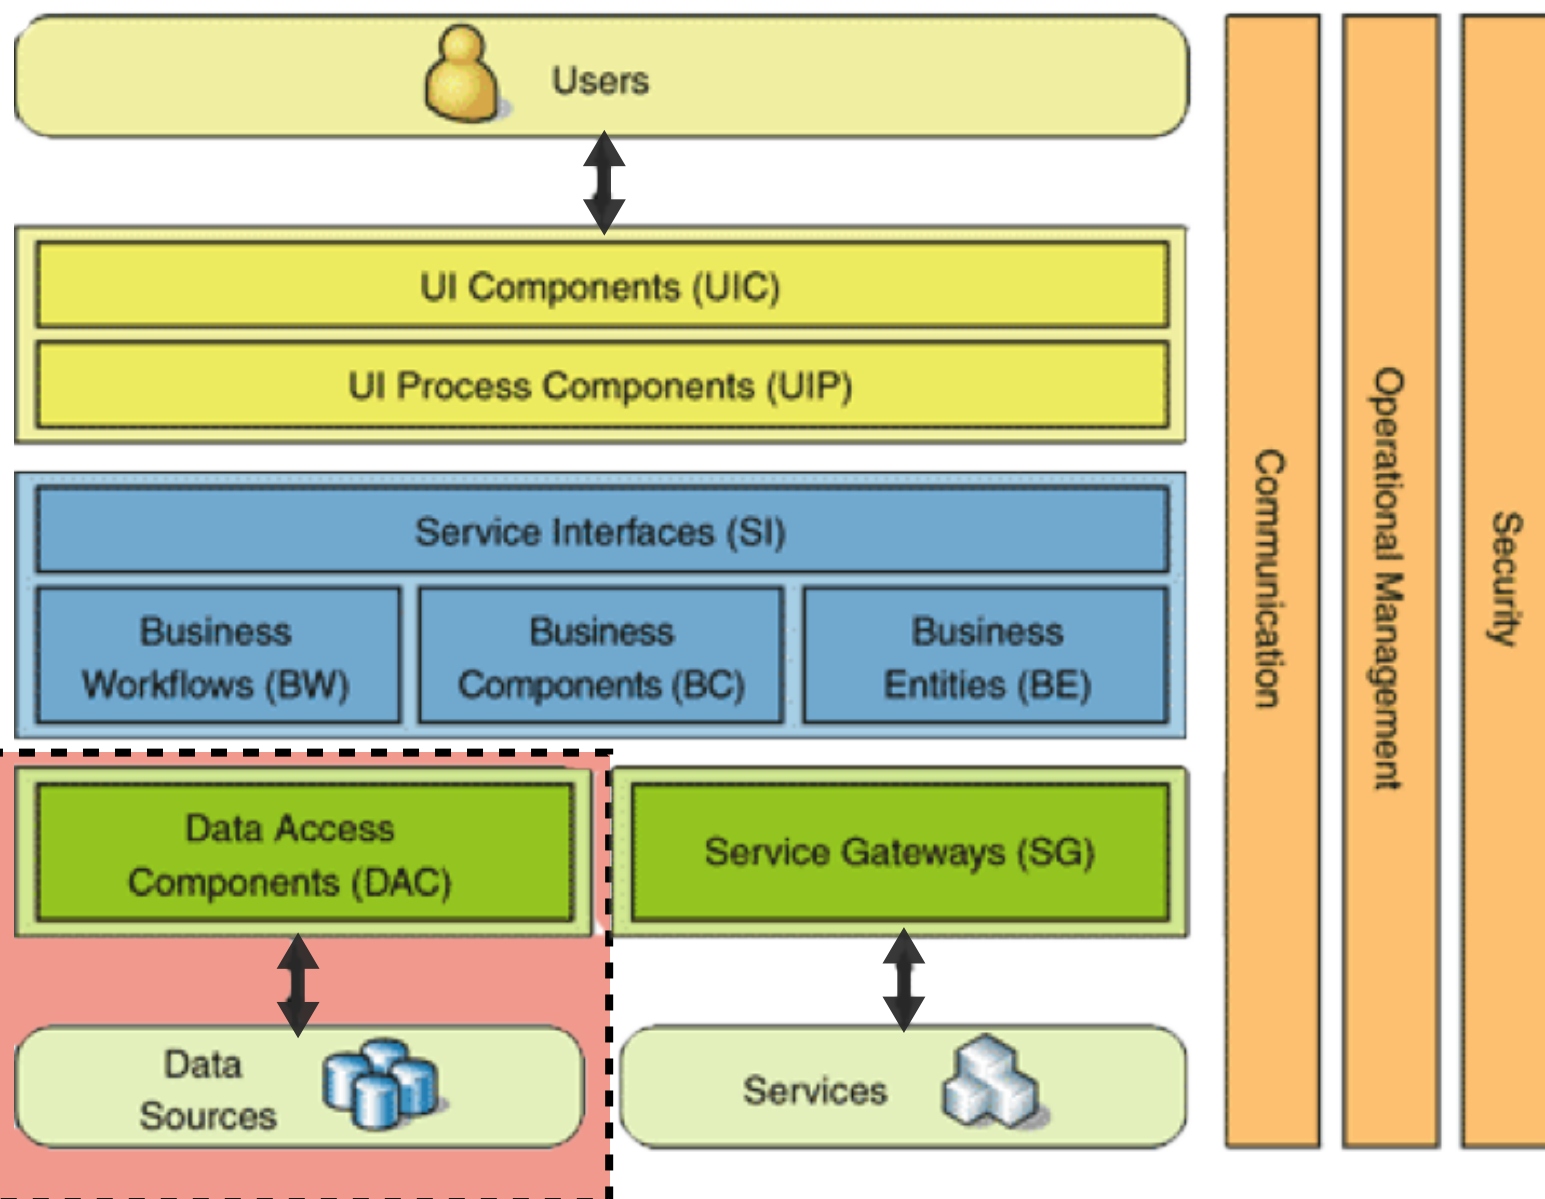 Users
UI Components (UIC)
UI Process Components (UIP)
Service Interfaces (SI)
Business
Workflows (BW)
Business
Components (BC)
Business
Entities (BE)
Data Access
Components (DAC)
Service Gateways (SG)
Data
Sources
Services
Communication
Operational Management
Security